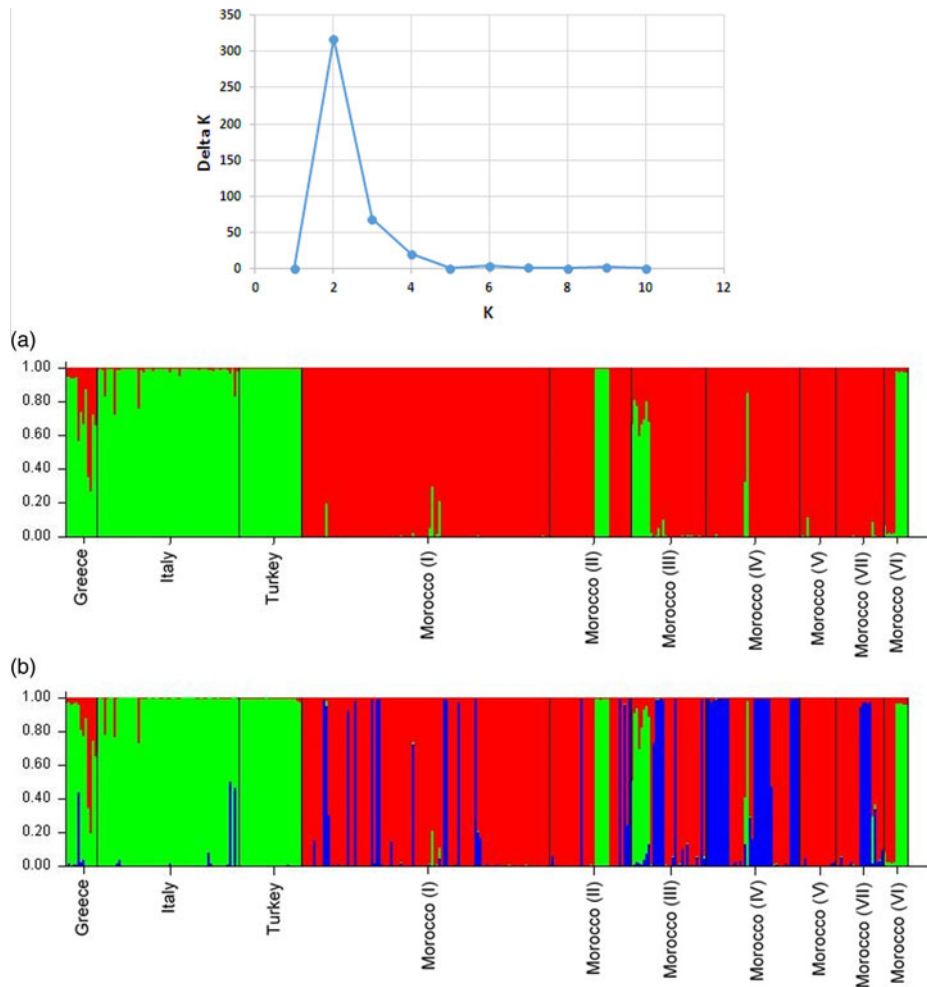 350
300
250
200
150
100
50
0
Delta K
0 2 4 6 8 10 12
K
(a)
1.00
0.80
0.60
0.40
0.20
0.00
Greece
Italy
Turkey
Morocco (I)
Morocco (II)
Morocco (III)
Morocco (IV)
Morocco (V)
Morocco (VII)
Morocco (VI)
(b)
1.00
0.80
0.60
0.40
0.20
0.00
Greece
Italy
Turkey
Morocco (I)
Morocco (II)
Morocco (III)
Morocco (IV)
Morocco (V)
Morocco (VII)
Morocco (VI)